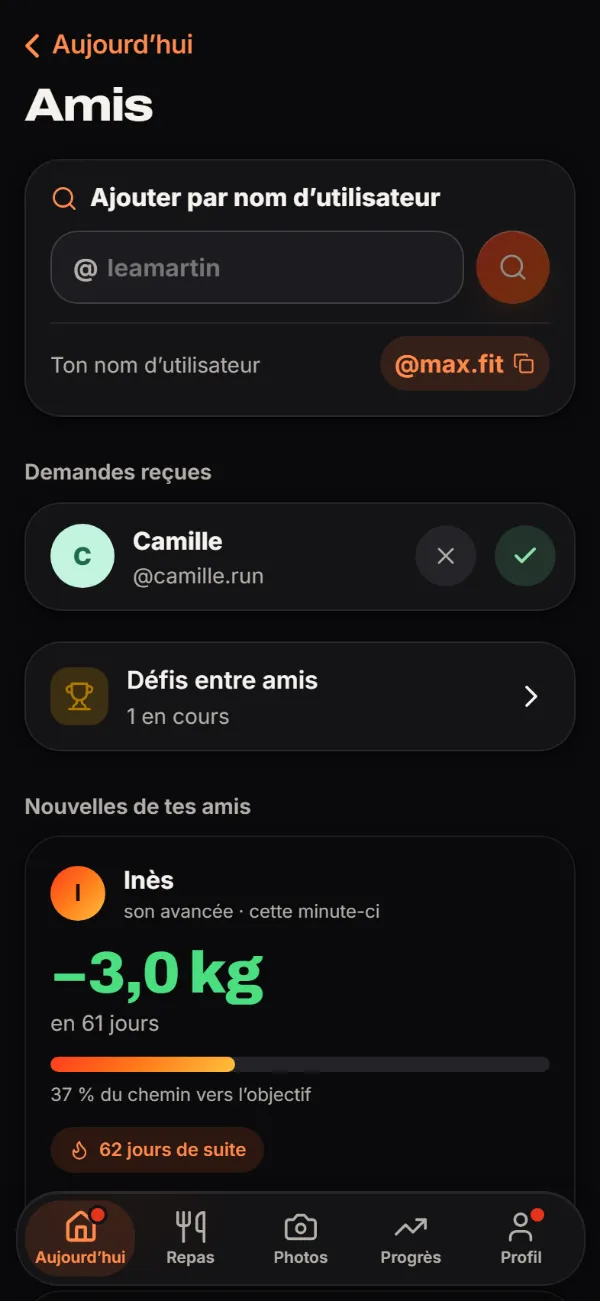 Aujourd’hui
Amis
Ajouter par nom d’utilisateur
@ leamartin
Ton nom d’utilisateur
@max.fit
Demandes reçues
C
Camille
@camille.run
Défis entre amis
1 en cours
Nouvelles de tes amis
I
Inès
son avancée · cette minute-ci
–3,0 kg
en 61 jours
37 % du chemin vers l’objectif
62 jours de suite
Aujourd’hui
Repas
Photos
Progrès
Profil